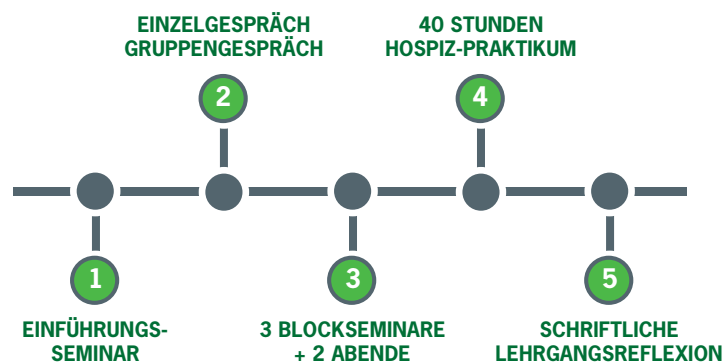 EINZELGESPRÄCH
GRUPPENGESPRÄCH
40 STUNDEN
HOSPIZ-PRAKTIKUM
2
4
1
3
5
EINFÜHRUNGS-
SEMINAR
3 BLOCKSEMINARE
+ 2 ABENDE
SCHRIFTLICHE
LEHRGANGSREFLEXION